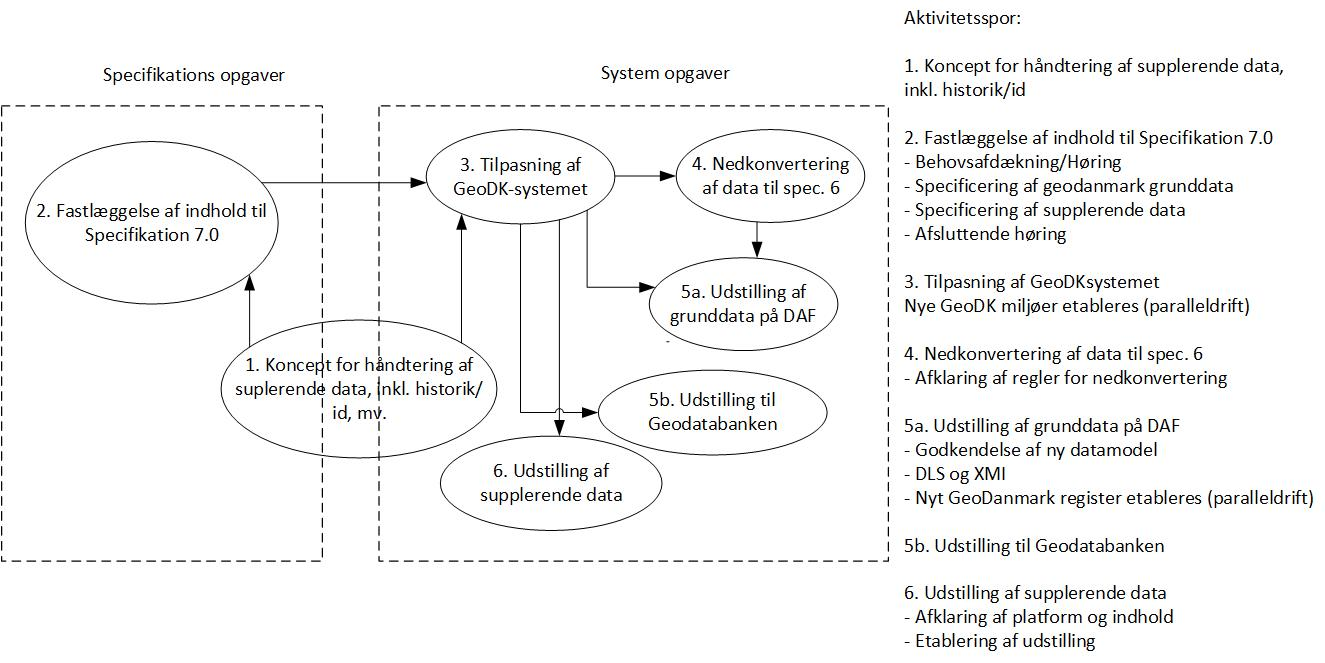 Specifikations opgaver
System opgaver
2. Fastlæggelse af indhold til
Specifikation 7.0
1. Koncept for håndtering af
suplerende data, inkl. historik/
id, mv.
3. Tilpasning af
GeoDK-systemet
4. Nedkonvertering
af data til spec. 6
5a. Udstilling af
grunddata på DAF
5b. Udstilling til
Geodatabanken
6. Udstilling af
supplerende data
Aktivitetsspor:
1. Koncept for håndtering af supplerende data,
inkl. historik/id
2. Fastlæggelse af indhold til Specifikation 7.0
- Behovsafdækning/Høring
- Specificering af geodanmark grunddata
- Specificering af supplerende data
- Afsluttende høring
3. Tilpasning af GeoDKsystemet
Nye GeoDK miljøer etableres (paralleldrift)
4. Nedkonvertering af data til spec. 6
- Afklaring af regler for nedkonvertering
5a. Udstilling af grunddata på DAF
- Godkendelse af ny datamodel
- DLS og XMI
- Nyt GeoDanmark register etableres (paralleldrift)
5b. Udstilling til Geodatabanken
6. Udstilling af supplerende data
- Afklaring af platform og indhold
- Etablering af udstilling